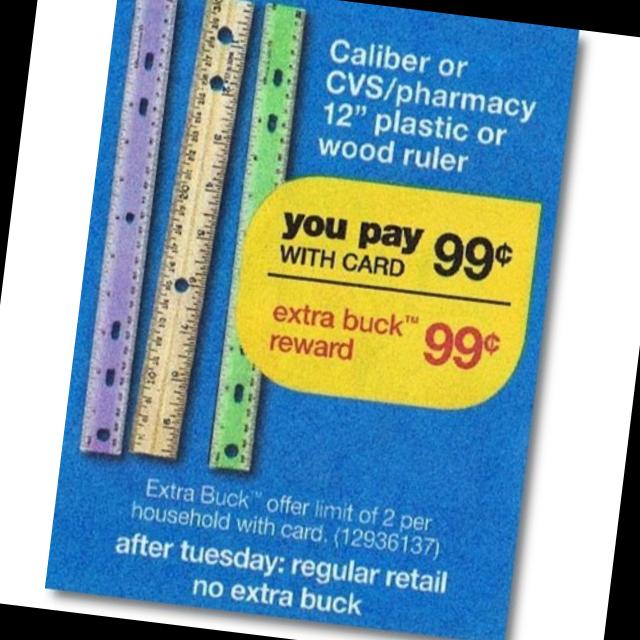 Caliber or
CVS/pharmacy
12" plastic or
wood ruler
you pay 99¢
WITH CARD
extra buck™ 99¢
reward
Extra Buck™ offer limit of 2 per
household with card. (12936137)
after tuesday: regular retail
no extra buck